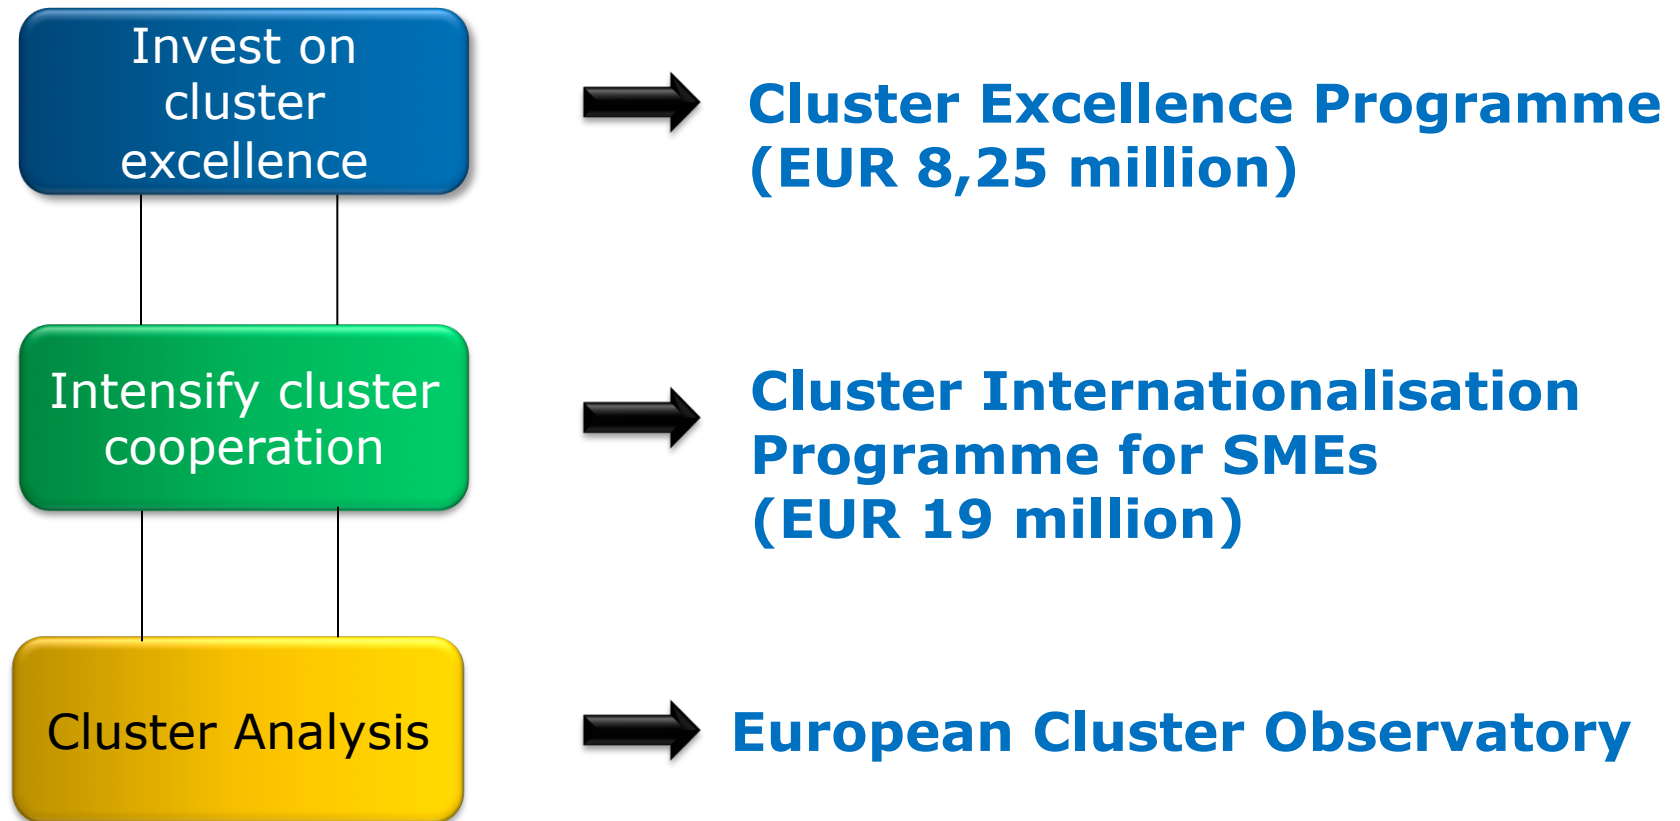 Invest on
cluster
excellence
Cluster Excellence Programme
(EUR 8,25 million)
Intensify cluster
cooperation
Cluster Internationalisation
Programme for SMEs
(EUR 19 million)
Cluster Analysis
European Cluster Observatory